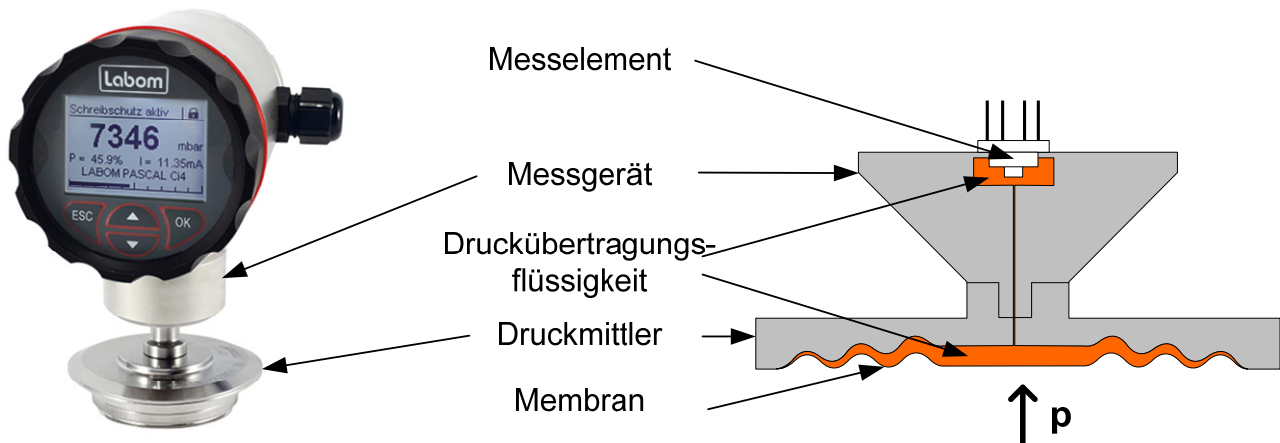 Labom
Schreibschutz aktiv
7346 mbar
P = 45.9% I = 11.35mA
LABOM PASCAL Ci4
ESC
OK
Messelement
Messgerät
Druckübertragungs-
flüssigkeit
Druckmittler
Membran
p